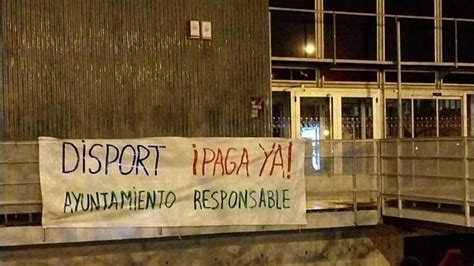 DISPORT ¡PAGA YA!
AYUNTAMIENTO RESPONSABLE